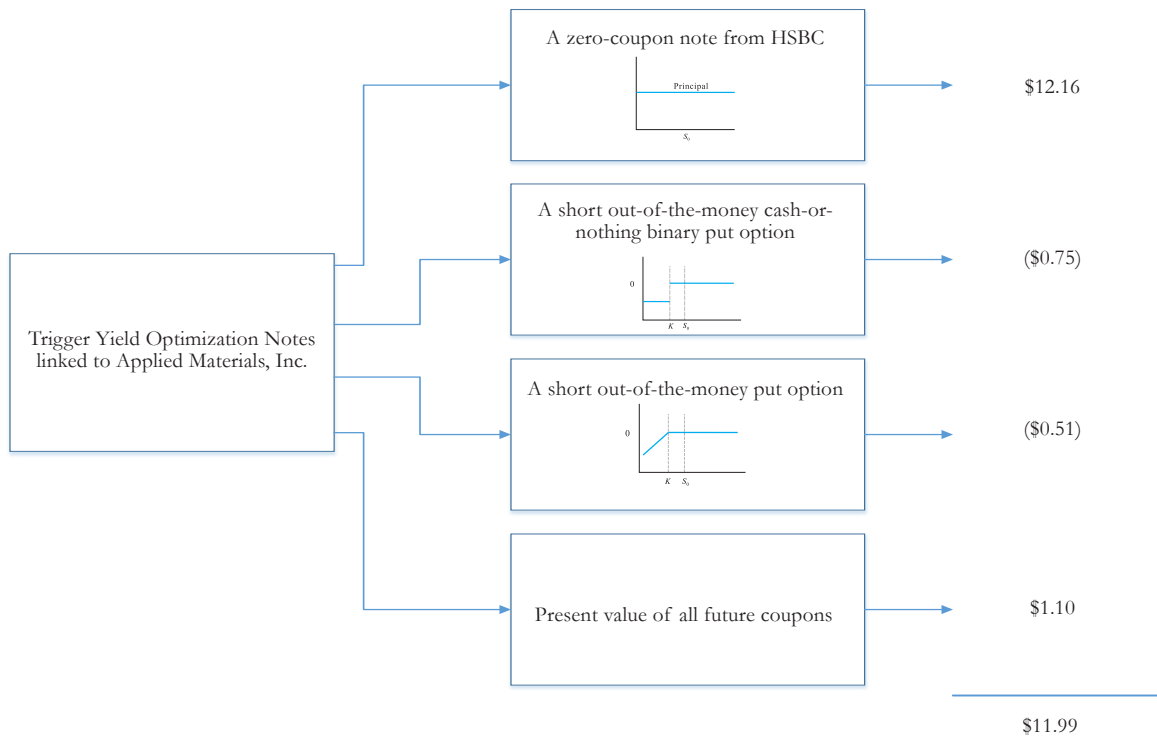 A zero-coupon note from HSBC
Principal
S₀
$12.16
A short out-of-the-money cash-or-
nothing binary put option
0
K S₀
($0.75)
Trigger Yield Optimization Notes
linked to Applied Materials, Inc.
A short out-of-the-money put option
0
K S₀
($0.51)
Present value of all future coupons
$1.10
$11.99